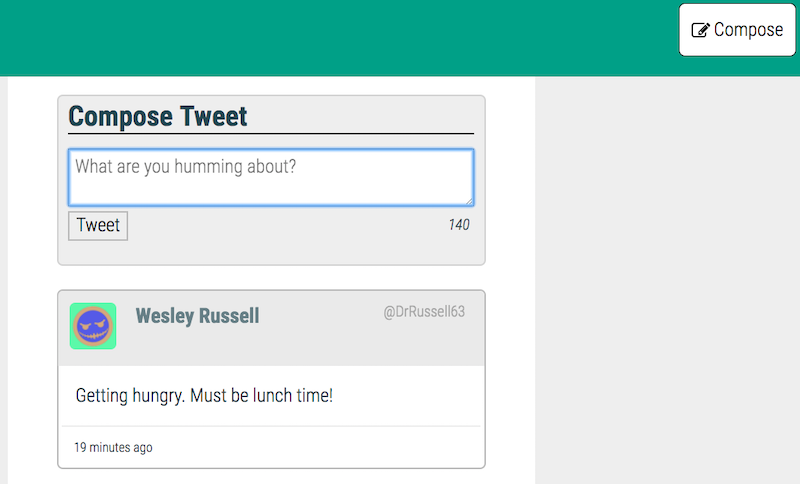 Compose
Compose Tweet
What are you humming about?
Tweet 140
Wesley Russell @DrRussell63
Getting hungry. Must be lunch time!
19 minutes ago